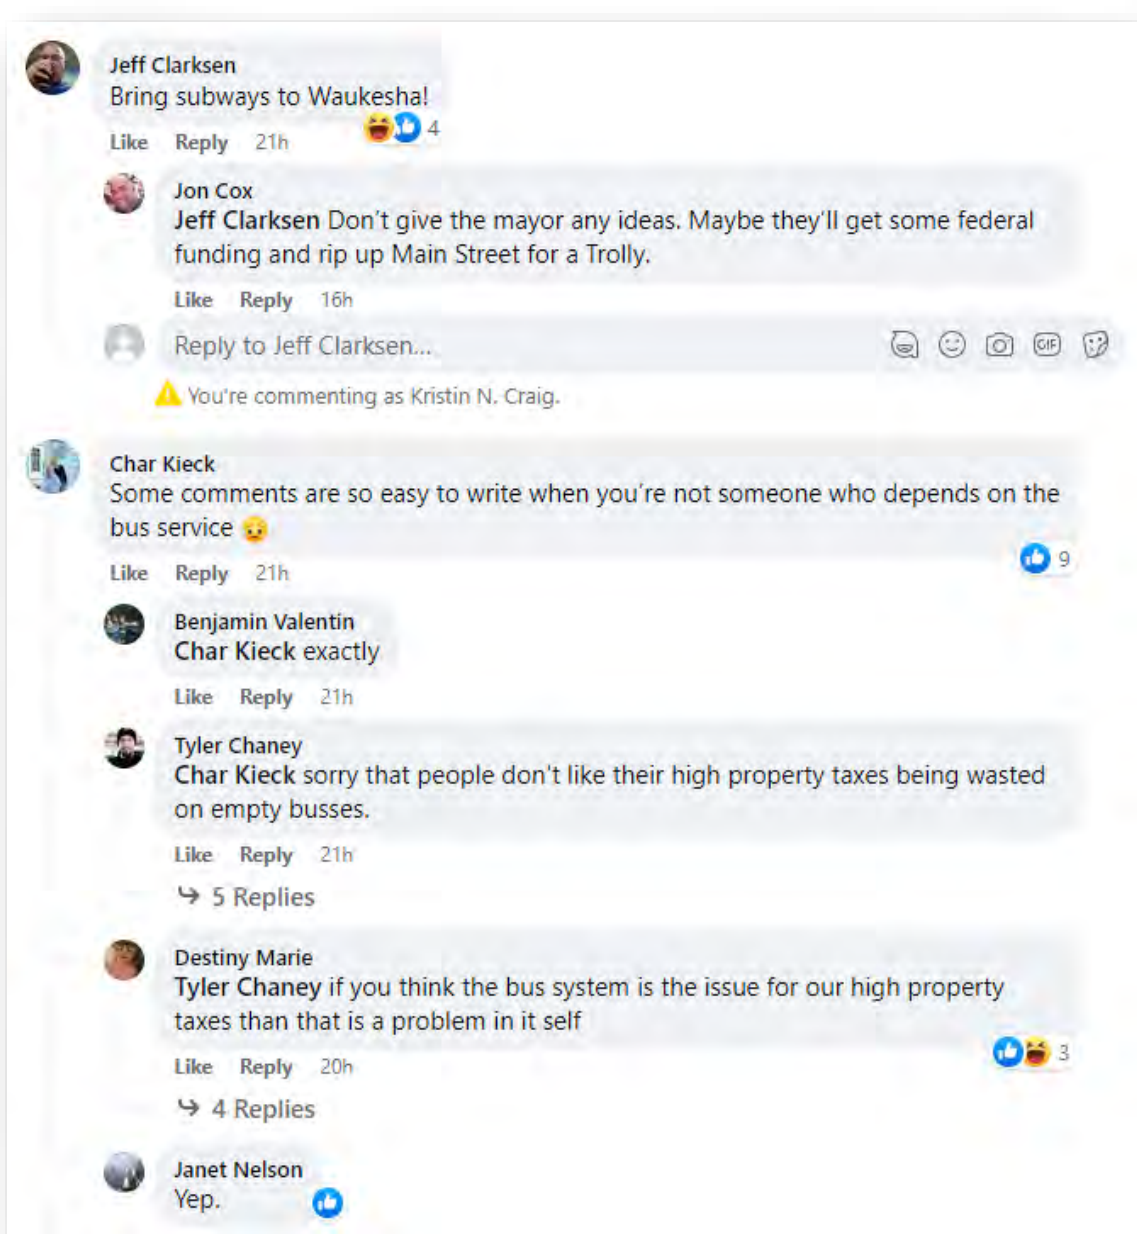 Jeff Clarksen
Bring subways to Waukesha!
4
Like Reply 21h
Jon Cox
Jeff Clarksen Don't give the mayor any ideas. Maybe they'll get some federal
funding and rip up Main Street for a Trolly.
Like Reply 16h
Reply to Jeff Clarksen...
GIF
You're commenting as Kristin N. Craig.
Char Kieck
Some comments are so easy to write when you're not someone who depends on the
bus service 😥
9
Like Reply 21h
Benjamin Valentin
Char Kieck exactly
Like Reply 21h
Tyler Chaney
Char Kieck sorry that people don't like their high property taxes being wasted
on empty busses.
Like Reply 21h
5 Replies
Destiny Marie
Tyler Chaney if you think the bus system is the issue for our high property
taxes than that is a problem in it self
3
Like Reply 20h
4 Replies
Janet Nelson
Yep.